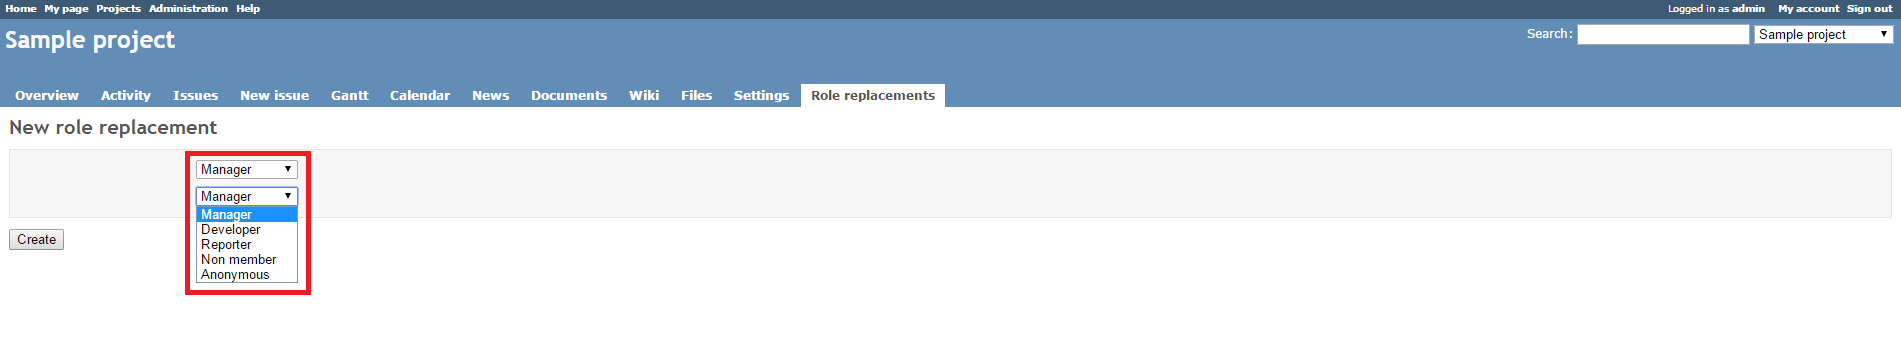 Home My page Projects Administration Help Logged in as admin My account Sign out
Sample project Search: Sample project
Overview Activity Issues New issue Gantt Calendar News Documents Wiki Files Settings Role replacements
New role replacement
Manager
Manager
Manager
Developer
Reporter
Non member
Anonymous
Create